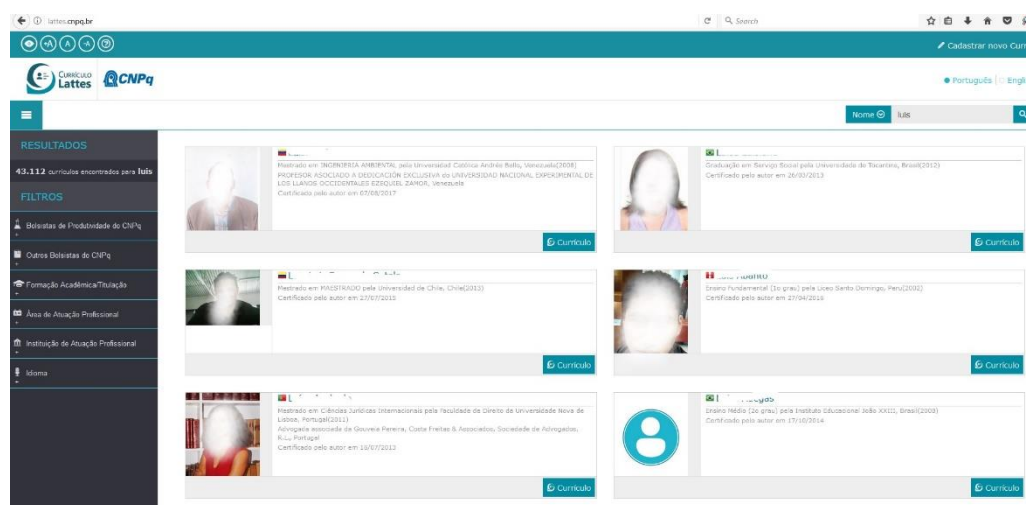 lattes.cnpq.br
Search
+A A -A
Cadastrar novo Curr
Currículo
Lattes
CNPq
Português
Engli
Nome
luis
RESULTADOS
43.112 currículos encontrados para luis
FILTROS
Bolsistas de Produtividade do CNPq
Outros Bolsistas do CNPq
Formação Acadêmica/Titulação
Área de Atuação Profissional
Instituição de Atuação Profissional
Idioma
Mestrado em INGENIERIA AMBIENTAL pela Universidad Católica Andrés Bello, Venezuela(2008)
PROFESOR ASOCIADO A DEDICACIÓN EXCLUSIVA do UNIVERSIDAD NACIONAL EXPERIMENTAL DE
LOS LLANOS OCCIDENTALES EZEQUIEL ZAMOR, Venezuela
Certificado pelo autor em 07/08/2017
Currículo
Graduação em Serviço Social pela Universidade do Tocantins, Brasil(2012)
Certificado pelo autor em 26/03/2013
Currículo
Mestrado em MAESTRADO pela Universidad de Chile, Chile(2013)
Certificado pelo autor em 27/07/2015
Currículo
Ensino Fundamental (1o grau) pela Liceo Santo Domingo, Peru(2002)
Certificado pelo autor em 27/04/2016
Currículo
Mestrado em Ciências Jurídicas Internacionais pela Faculdade de Direito da Universidade Nova de
Lisboa, Portugal(2011)
Advogada associada da Gouveia Pereira, Costa Freitas & Associados, Sociedade de Advogados,
R.L., Portugal
Certificado pelo autor em 18/07/2013
Currículo
Ensino Médio (2o grau) pela Instituto Educacional João XXIII, Brasil(2008)
Certificado pelo autor em 17/10/2014
Currículo